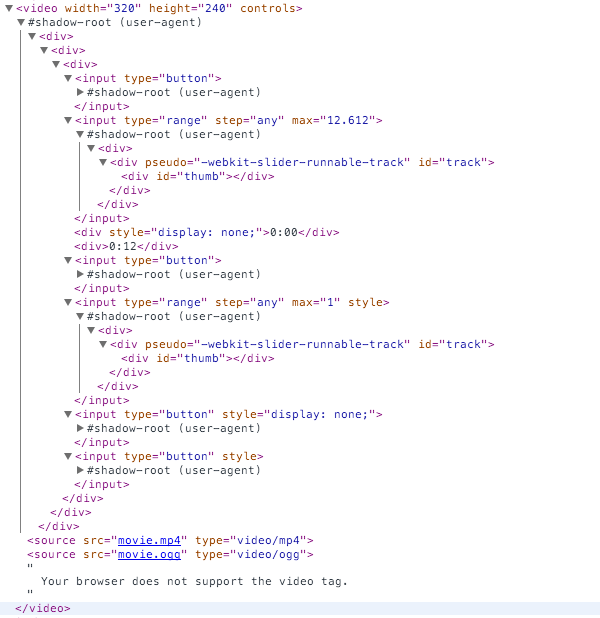 <video width="320" height="240" controls>
#shadow-root (user-agent)
<div>
<div>
<div>
<input type="button">
#shadow-root (user-agent)
</input>
<input type="range" step="any" max="12.612">
#shadow-root (user-agent)
<div>
<div pseudo="-webkit-slider-runnable-track" id="track">
<div id="thumb"></div>
</div>
</div>
</input>
<div style="display: none;">0:00</div>
<div>0:12</div>
<input type="button">
#shadow-root (user-agent)
</input>
<input type="range" step="any" max="1" style>
#shadow-root (user-agent)
<div>
<div pseudo="-webkit-slider-runnable-track" id="track">
<div id="thumb"></div>
</div>
</div>
</input>
<input type="button" style="display: none;">
#shadow-root (user-agent)
</input>
<input type="button" style>
#shadow-root (user-agent)
</input>
</div>
</div>
</div>
<source src="movie.mp4" type="video/mp4">
<source src="movie.ogg" type="video/ogg">
"
Your browser does not support the video tag.
"
</video>